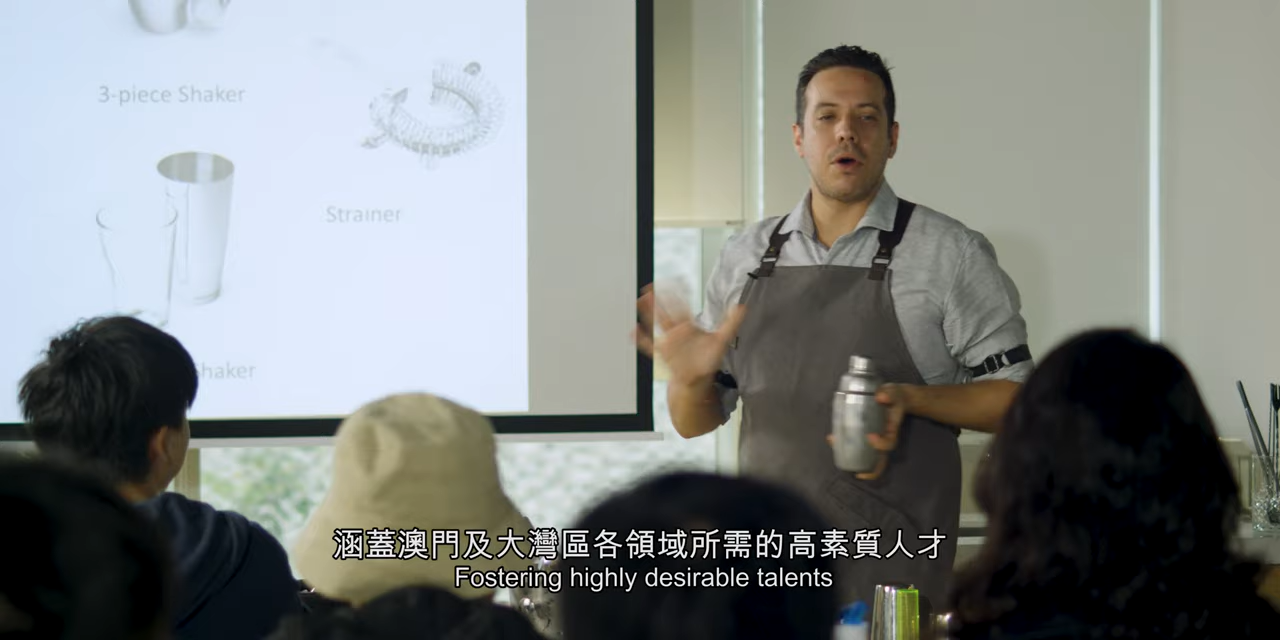 3-piece Shaker
Strainer
Shaker
涵蓋澳門及大灣區各領域所需的高素質人才
Fostering highly desirable talents